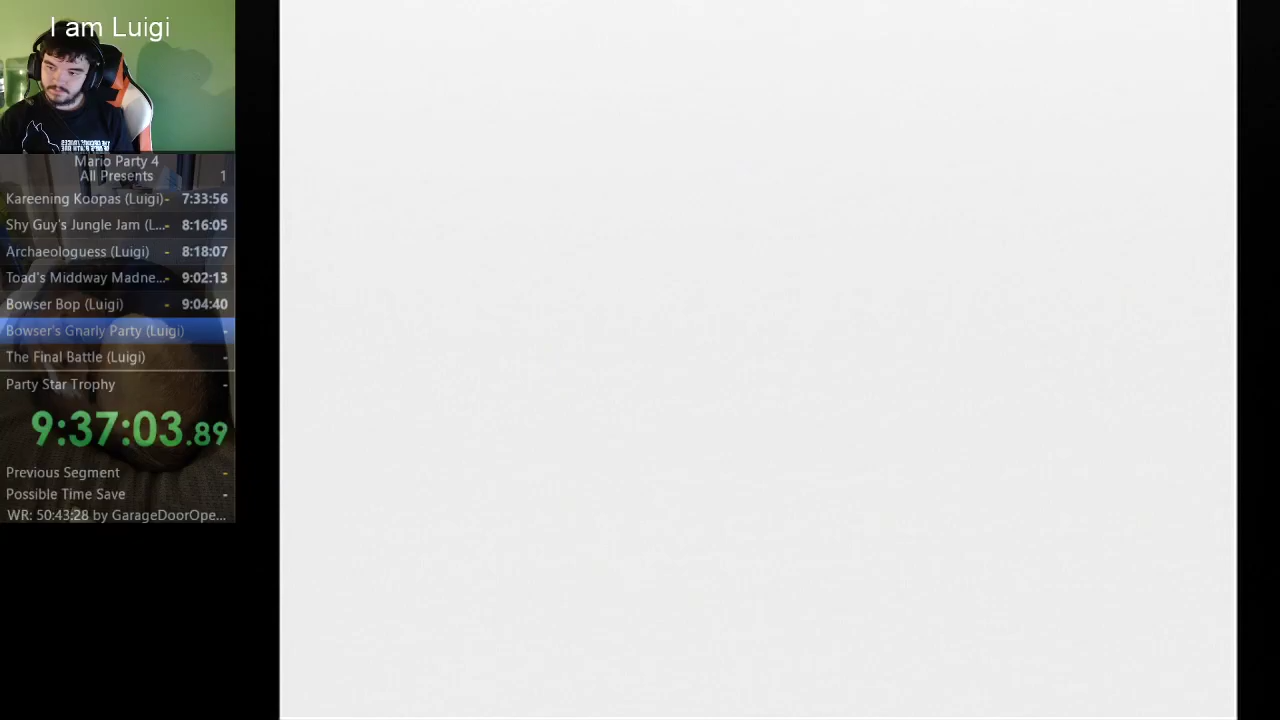 I am Luigi
Mario Party 4
All Presents 1
Kareening Koopas (Luigi) - 7:33:56
Shy Guy's Jungle Jam (L... - 8:16:05
Archaeologuess (Luigi) - 8:18:07
Toad's Middway Madne... - 9:02:13
Bowser Bop (Luigi) - 9:04:40
Bowser's Gnarly Party (Luigi) -
The Final Battle (Luigi) -
Party Star Trophy -
9:37:03.89
Previous Segment -
Possible Time Save -
WR: 50:43:28 by GarageDoorOpe...